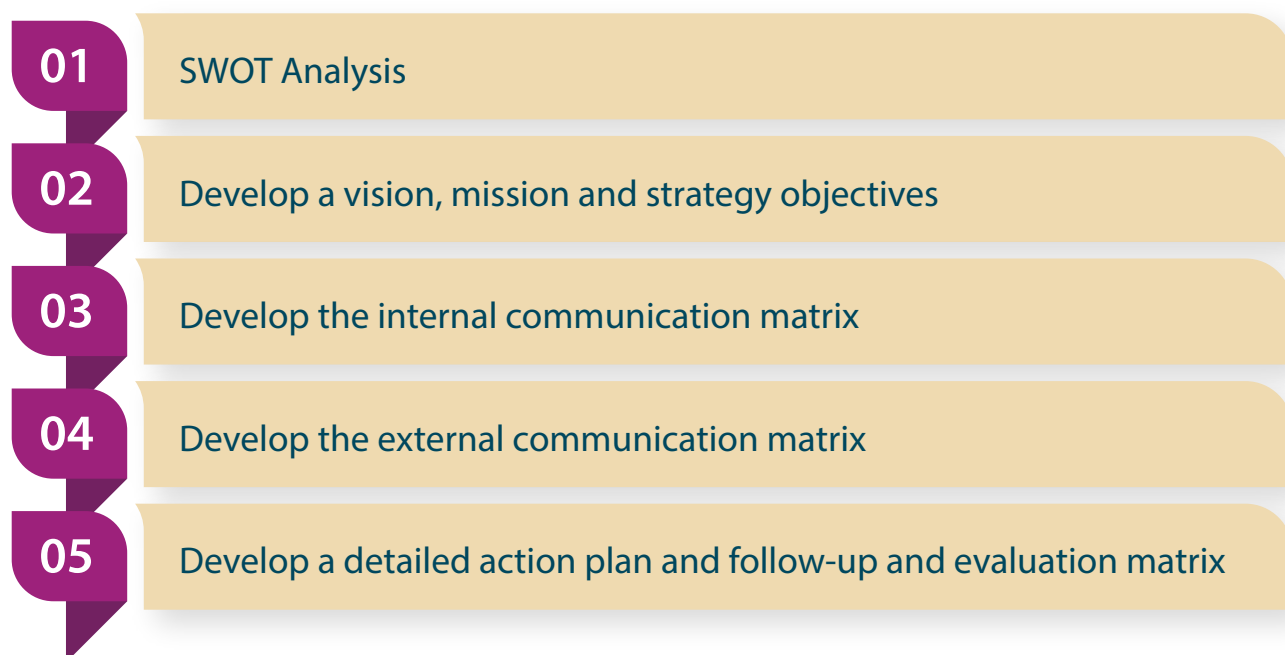 01
SWOT Analysis
02
Develop a vision, mission and strategy objectives
03
Develop the internal communication matrix
04
Develop the external communication matrix
05
Develop a detailed action plan and follow-up and evaluation matrix